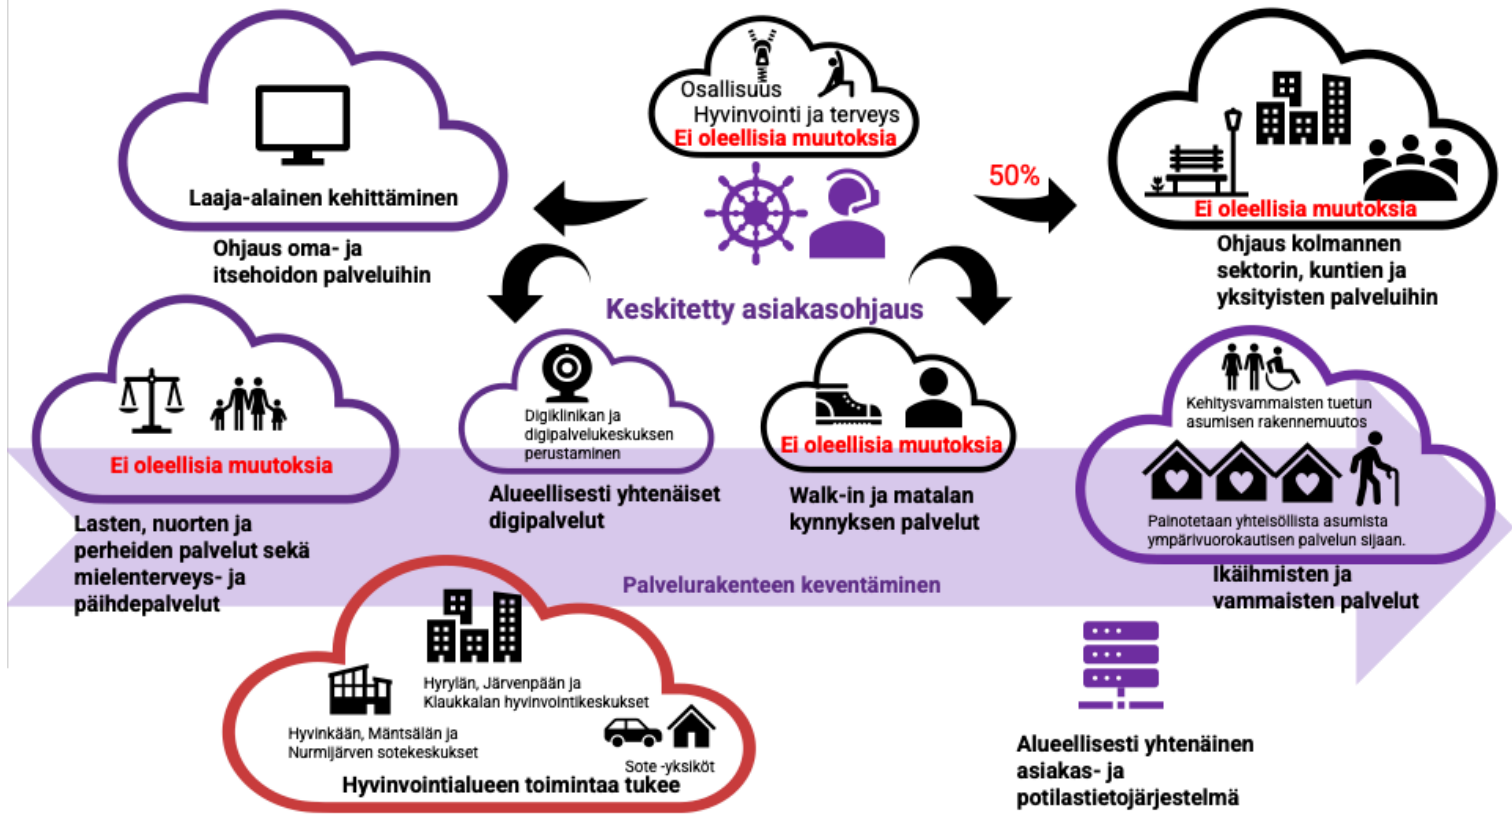 Laaja-alainen kehittäminen
Ohjaus oma- ja
itsehoidon palveluihin
Osallisuus
Hyvinvointi ja terveys
Ei oleellisia muutoksia
50%
Ei oleellisia muutoksia
Ohjaus kolmannen
sektorin, kuntien ja
yksityisten palveluihin
Keskitetty asiakasohjaus
Ei oleellisia muutoksia
Lasten, nuorten ja
perheiden palvelut sekä
mielenterveys- ja
päihdepalvelut
Digiklinikan ja
digipalvelukeskuksen
perustaminen
Alueellisesti yhtenäiset
digipalvelut
Ei oleellisia muutoksia
Walk-in ja matalan
kynnyksen palvelut
Kehitysvammaisten tuetun
asumisen rakennemuutos
Painotetaan yhteisöllista asumista
ympärivuorokautisen palvelun sijaan.
Ikäihmisten ja
vammaisten palvelut
Palvelurakenteen keventäminen
Hyrylän, Järvenpään ja
Klaukkalan hyvinvointikeskukset
Hyvinkään, Mäntsälän ja
Nurmijärven sotekeskukset
Sote -yksiköt
Hyvinvointialueen toimintaa tukee
Alueellisesti yhtenäinen
asiakas- ja
potilastietojärjestelmä